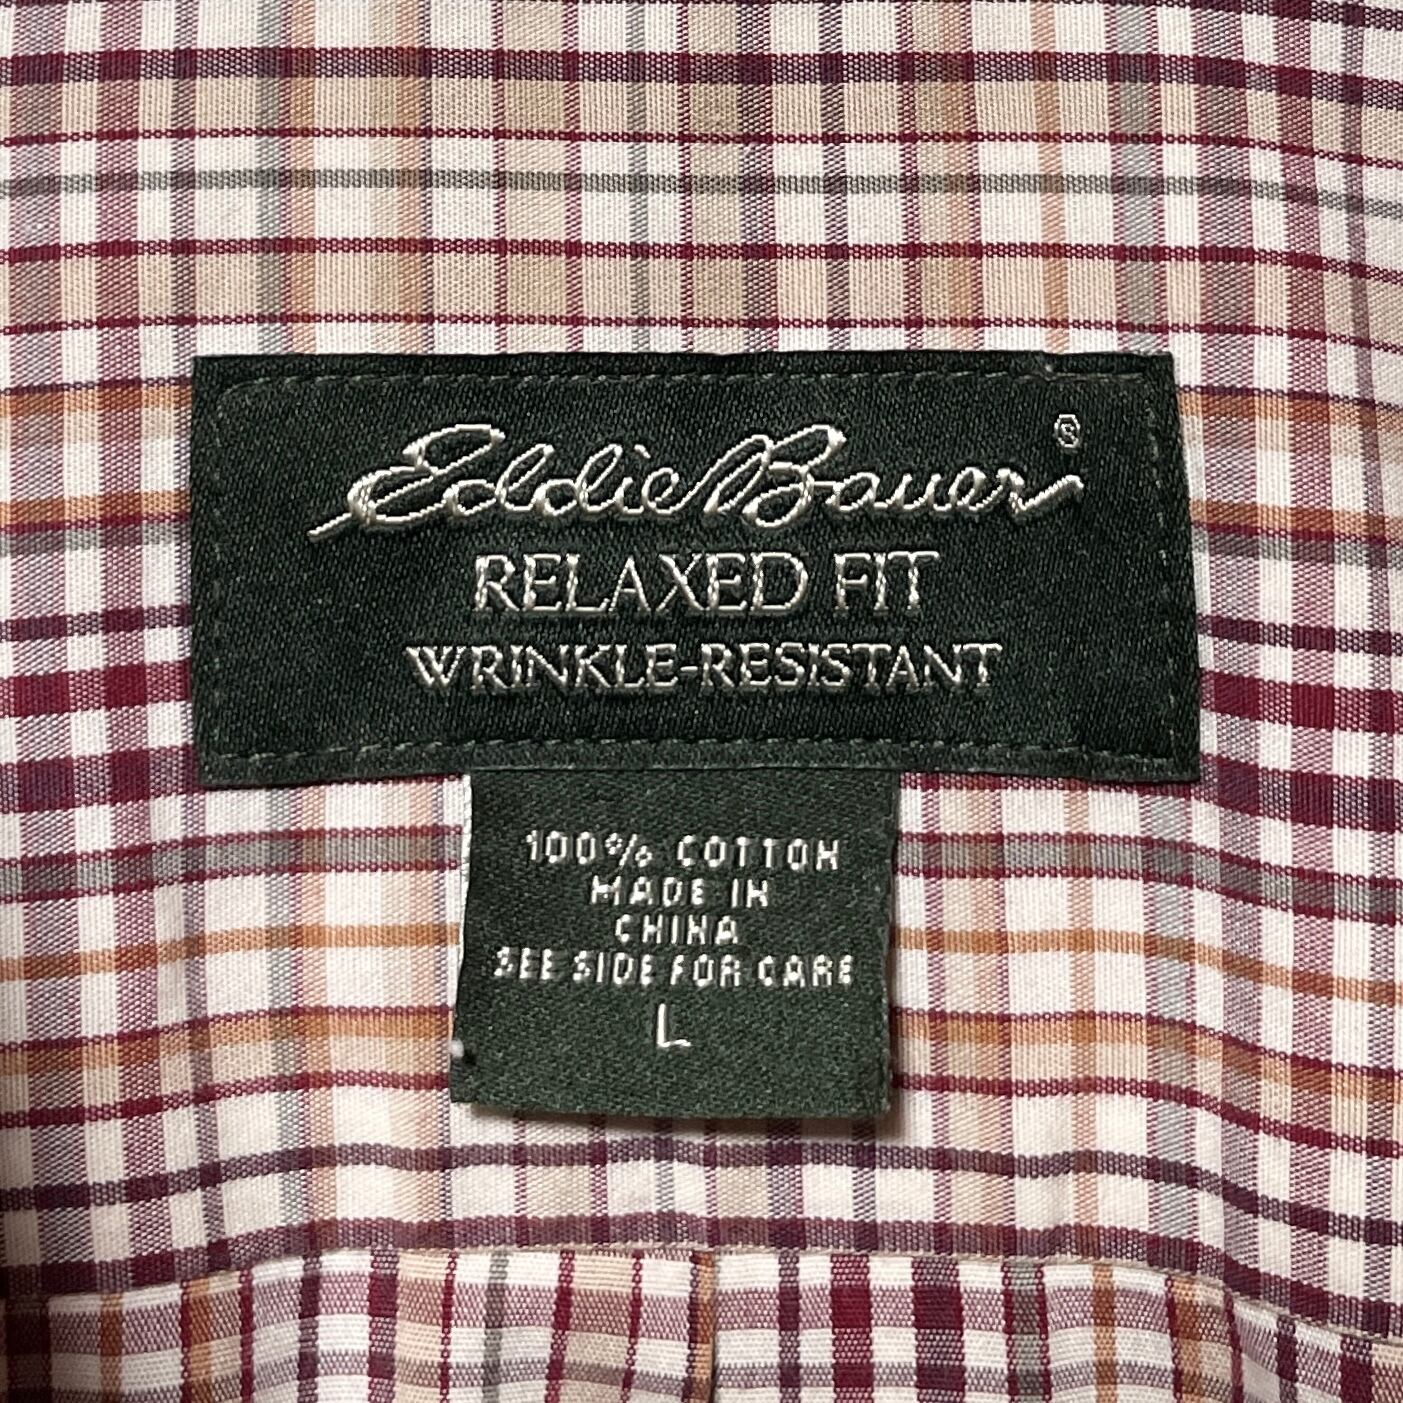 Eddie Bauer ®
RELAXED FIT
WRINKLE-RESISTANT
100% COTTON
MADE IN
CHINA
SEE SIDE FOR CARE
L